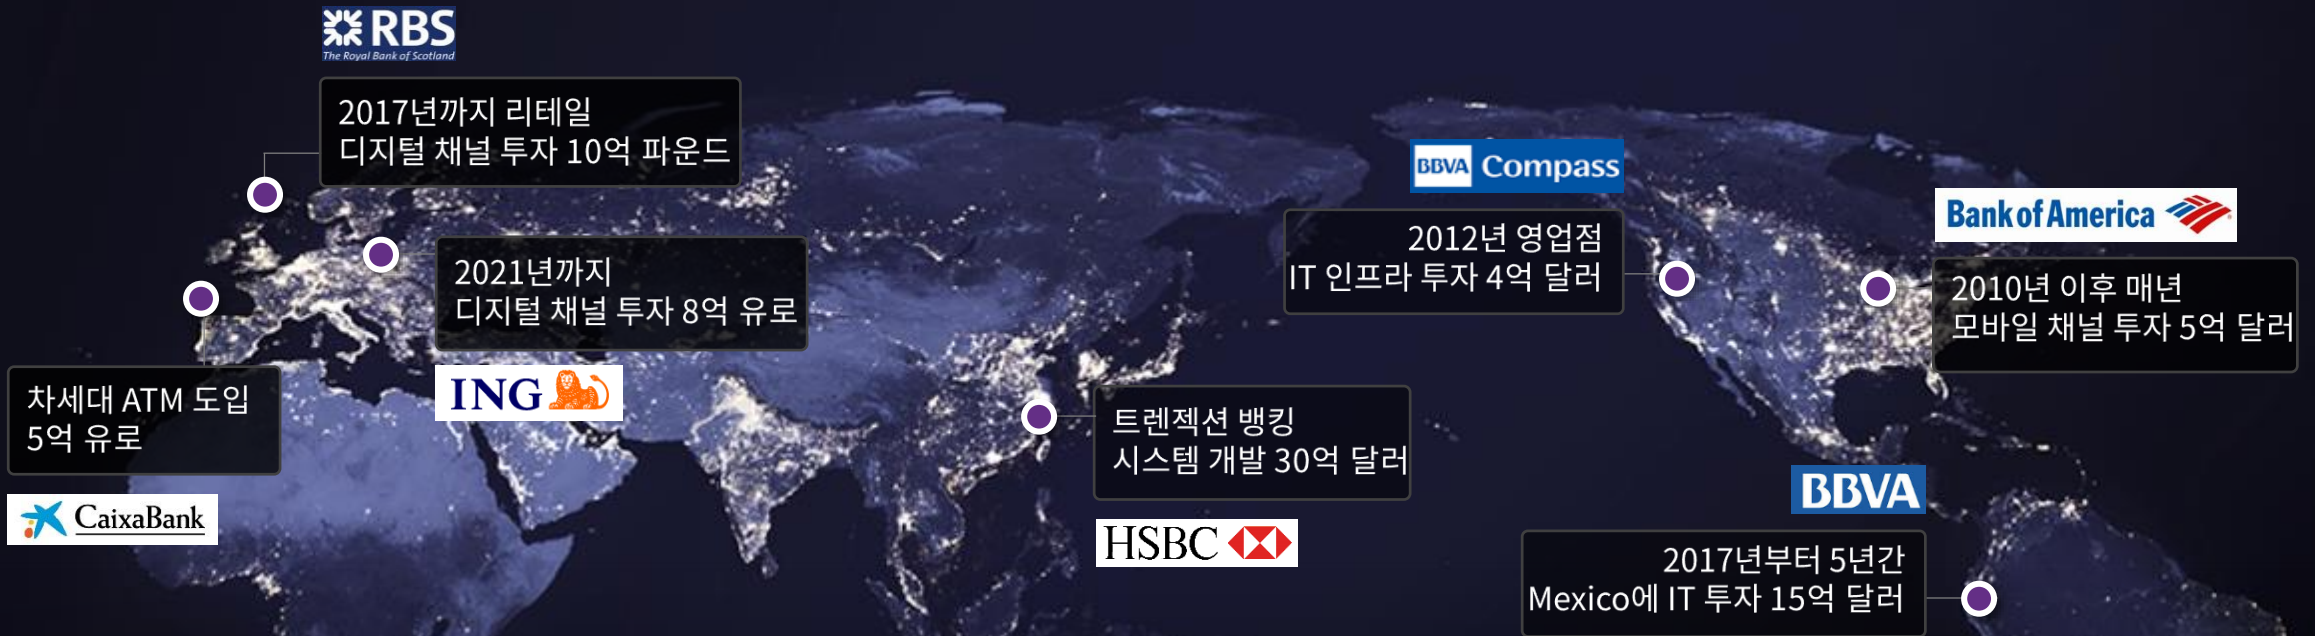 RBS
The Royal Bank of Scotland
2017년까지 리테일
디지털 채널 투자 10억 파운드
2021년까지
디지털 채널 투자 8억 유로
ING
차세대 ATM 도입
5억 유로
CaixaBank
트렌젝션 뱅킹
시스템 개발 30억 달러
HSBC
BBVA Compass
2012년 영업점
IT 인프라 투자 4억 달러
Bank of America
2010년 이후 매년
모바일 채널 투자 5억 달러
BBVA
2017년부터 5년간
Mexico에 IT 투자 15억 달러